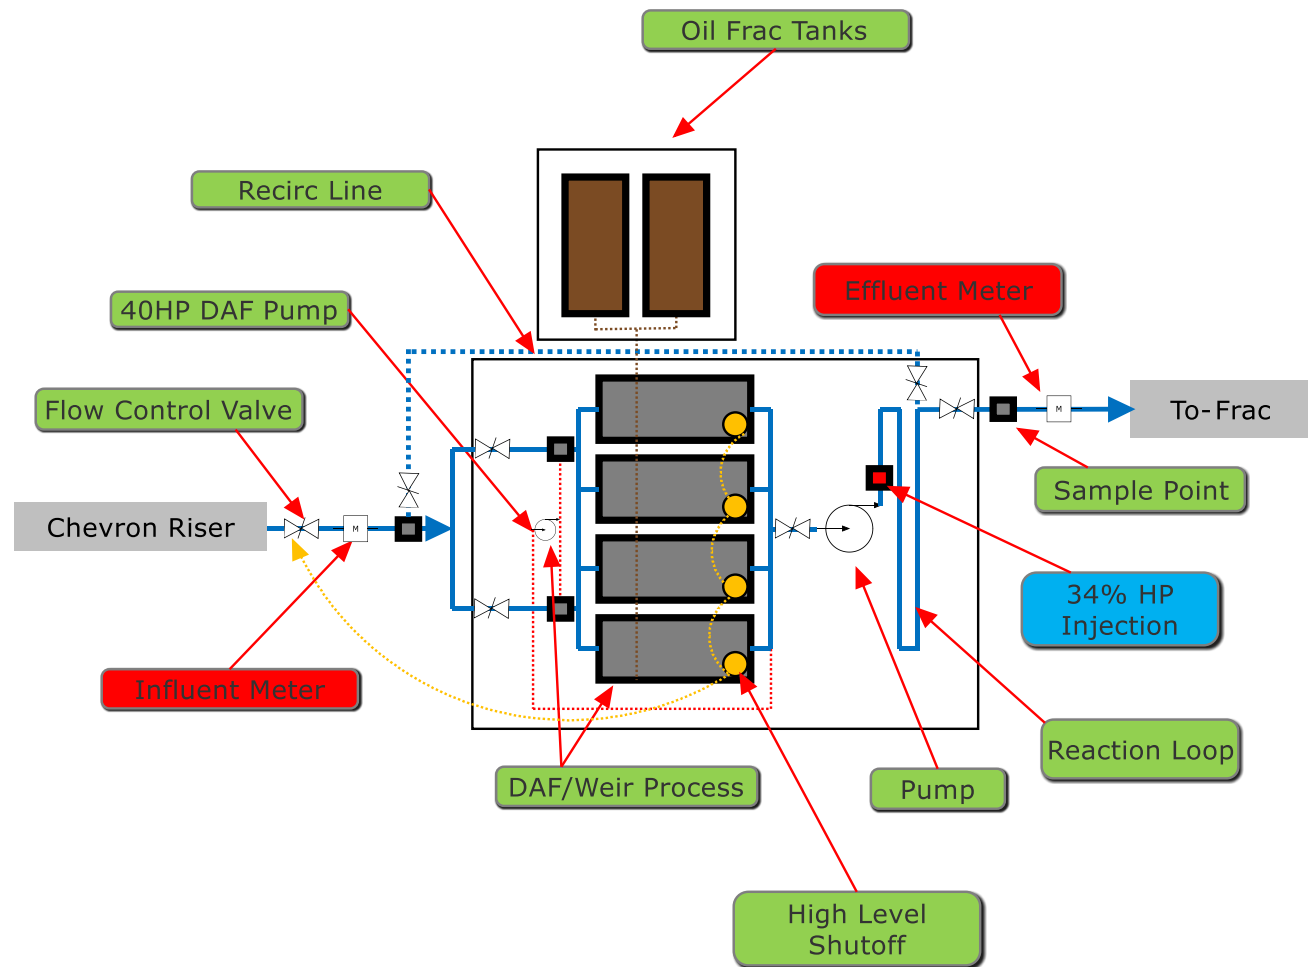 Oil Frac Tanks
Recirc Line
40HP DAF Pump
Effluent Meter
Flow Control Valve
To-Frac
M
Sample Point
Chevron Riser
M
34% HP
Injection
Influent Meter
Reaction Loop
DAF/Weir Process
Pump
High Level
Shutoff